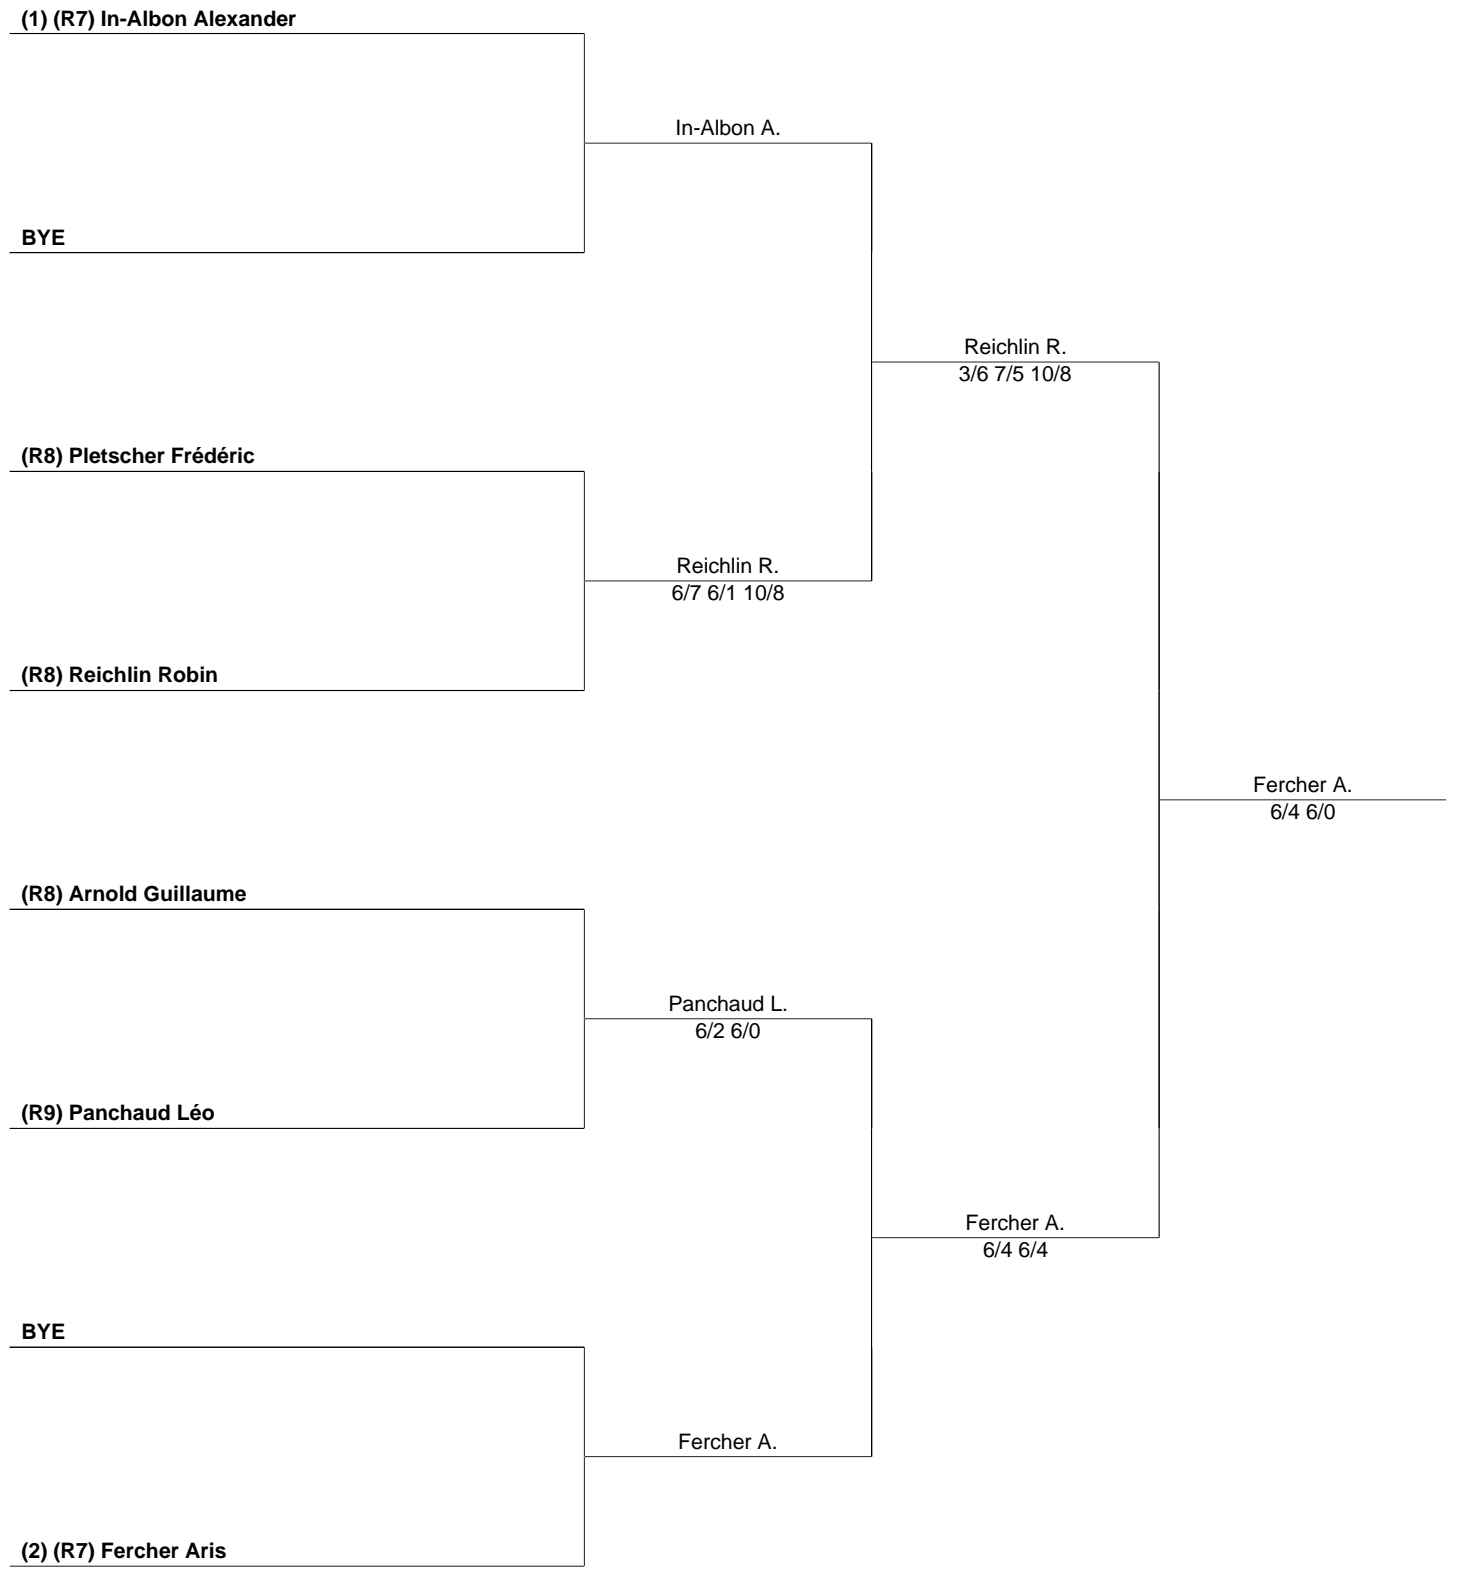 (1) (R7) In-Albon Alexander
In-Albon A.
BYE
Reichlin R.
3/6 7/5 10/8
(R8) Pletscher Frédéric
Reichlin R.
6/7 6/1 10/8
(R8) Reichlin Robin
Fercher A.
6/4 6/0
(R8) Arnold Guillaume
Panchaud L.
6/2 6/0
(R9) Panchaud Léo
Fercher A.
6/4 6/4
BYE
Fercher A.
(2) (R7) Fercher Aris